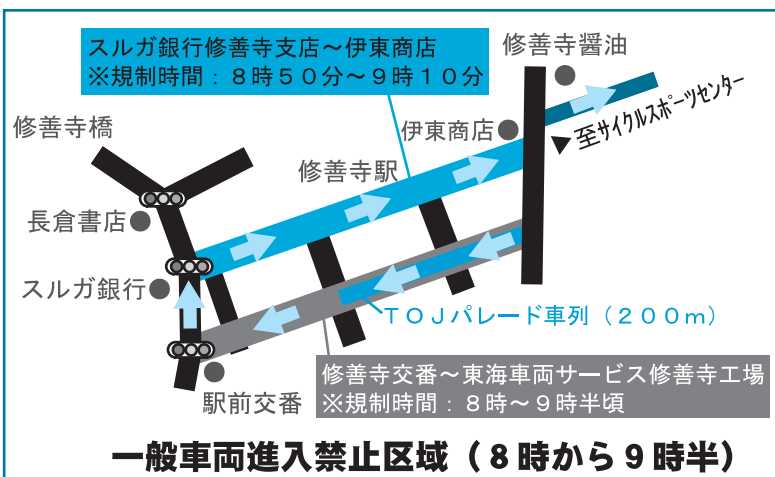 スルガ銀行修善寺支店～伊東商店
※規制時間：８時５０分～９時１０分
修善寺醤油
伊東商店
▼至サイクルスポーツセンター
修善寺橋
修善寺駅
長倉書店
スルガ銀行
ＴＯＪパレード車列（２００ｍ）
駅前交番
修善寺交番～東海車両サービス修善寺工場
※規制時間：８時～９時半頃
一般車両進入禁止区域（８時から９時半）